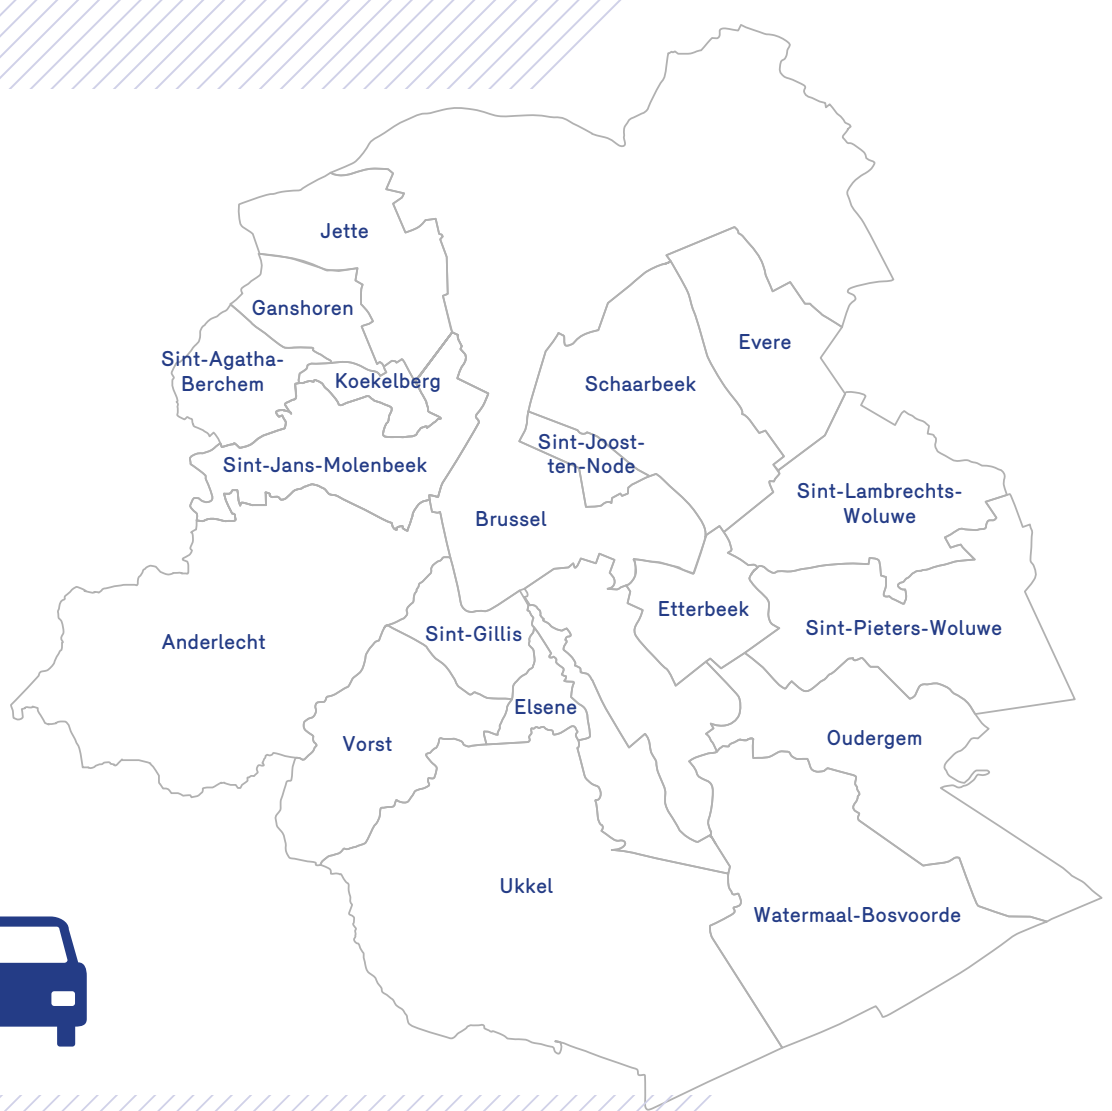 Jette
Ganshoren
Evere
Sint-Agatha-
Berchem
Koekelberg
Schaarbeek
Sint-Joost-
ten-Node
Sint-Jans-Molenbeek
Sint-Lambrechts-
Woluwe
Brussel
Etterbeek
Sint-Pieters-Woluwe
Sint-Gillis
Anderlecht
Elsene
Vorst
Oudergem
Ukkel
Watermaal-Bosvoorde